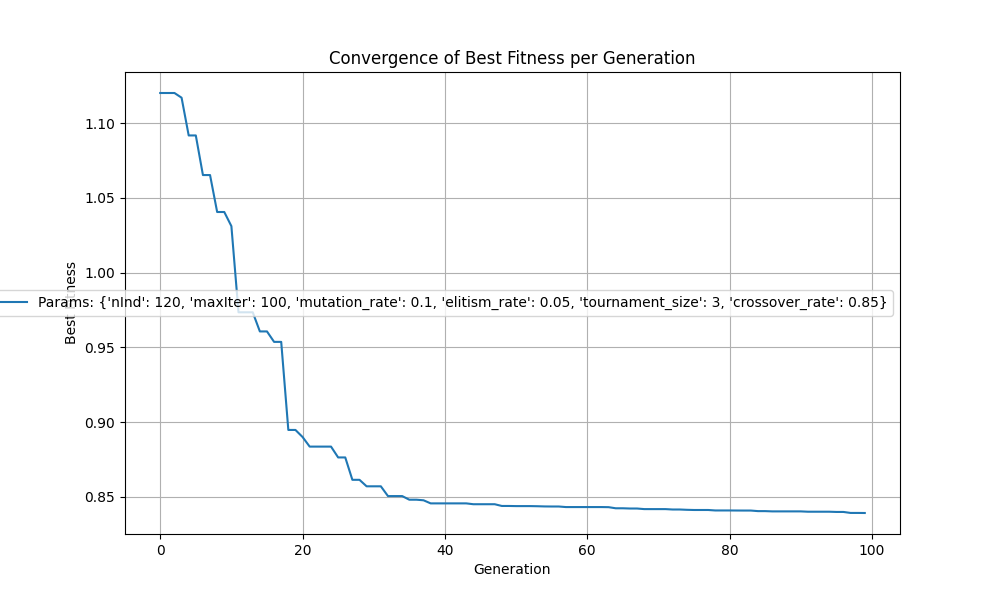 Convergence of Best Fitness per Generation
1.10
1.05
1.00
0.95
0.90
0.85
Best
Params: {'nInd': 120, 'maxIter': 100, 'mutation_rate': 0.1, 'elitism_rate': 0.05, 'tournament_size': 3, 'crossover_rate': 0.85}
0 20 40 60 80 100
Generation